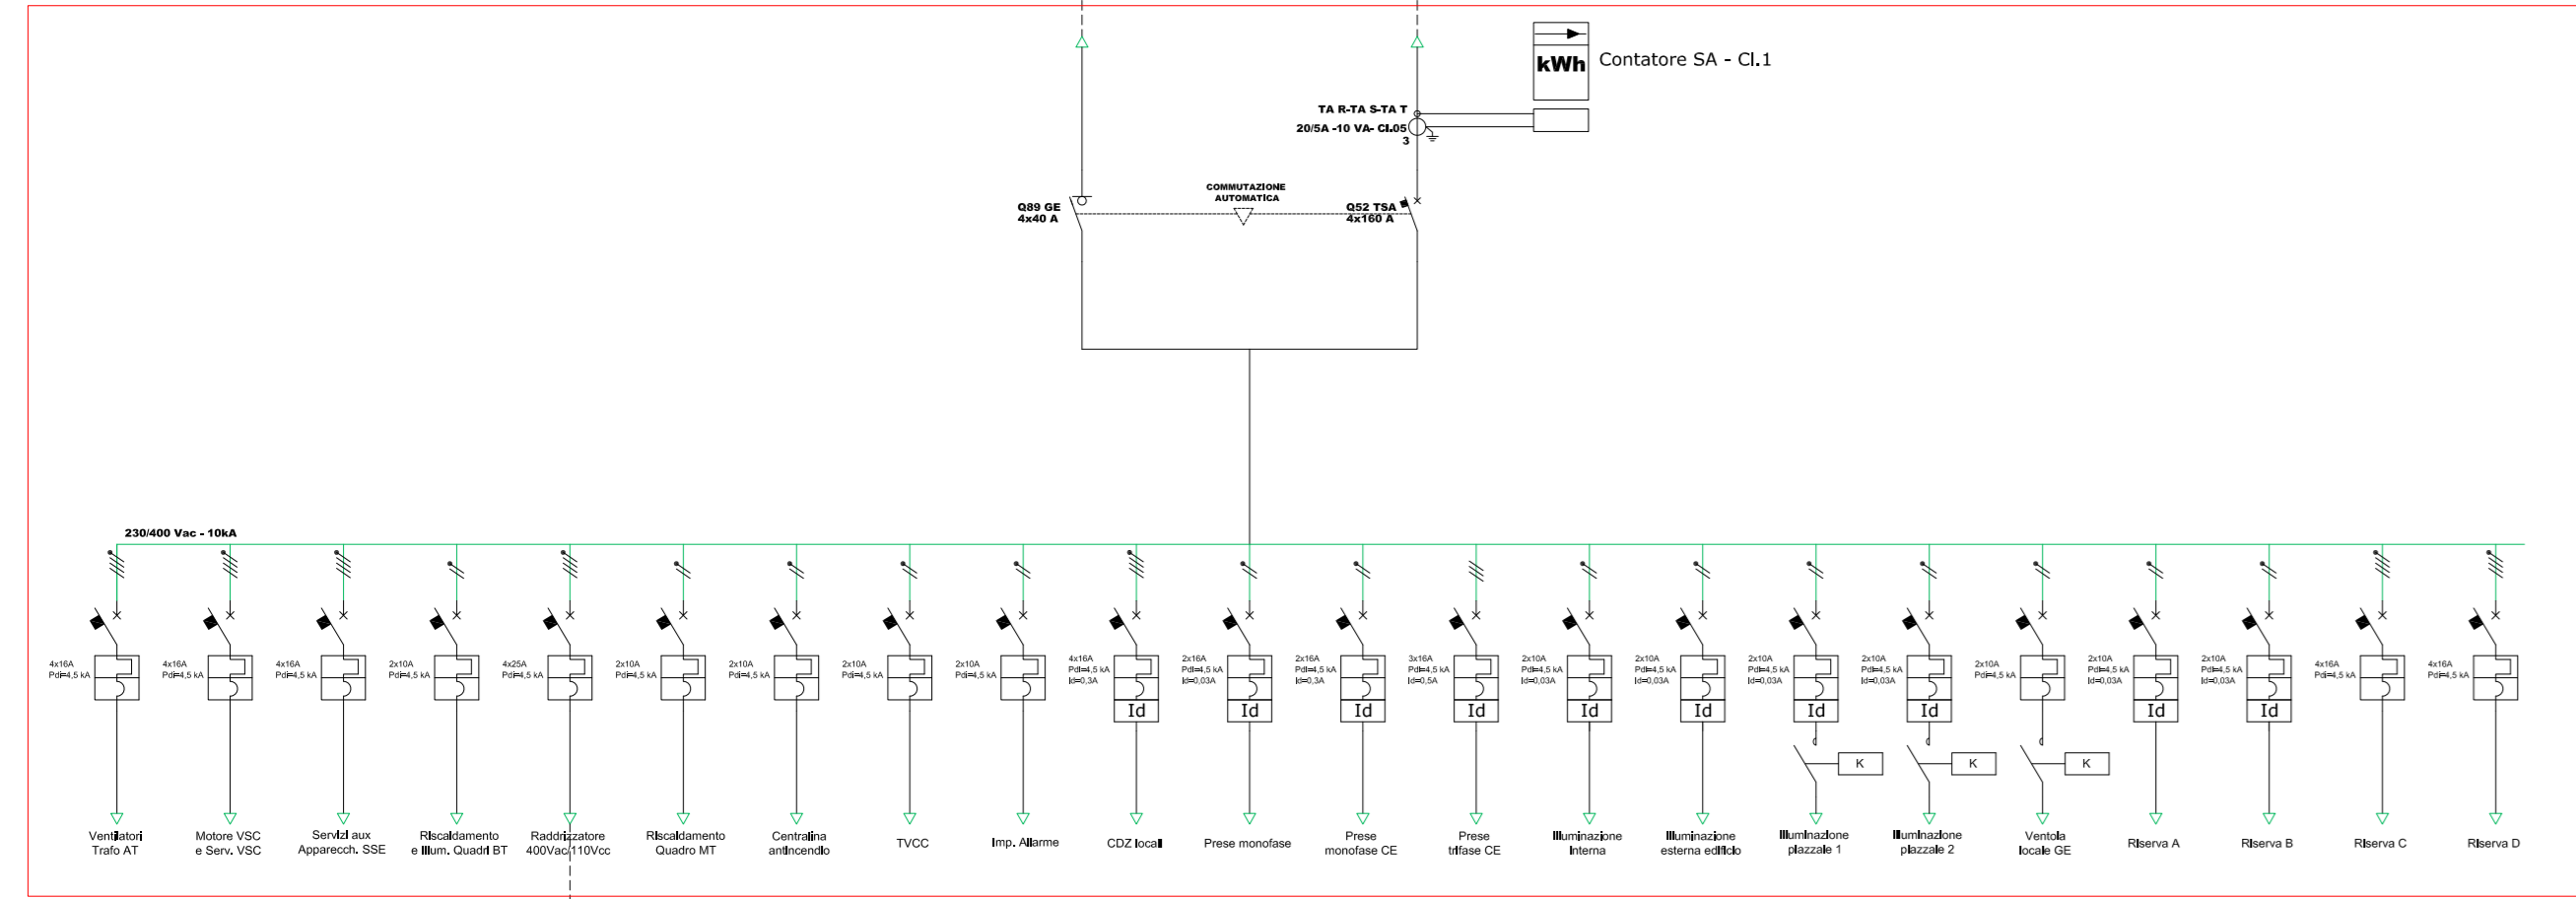 kWh
Contatore SA - Cl.1
TA R-TA S-TA T
20/5A -10 VA- Cl.05
3
COMMUTAZIONE
AUTOMATICA
Q89 GE
4x40 A
Q52 TSA
4x160 A
230/400 Vac - 10kA
4x16A
Pdi=4,5 kA
4x16A
Pdi=4,5 kA
4x16A
Pdi=4,5 kA
2x10A
Pdi=4,5 kA
4x25A
Pdi=4,5 kA
2x10A
Pdi=4,5 kA
2x10A
Pdi=4,5 kA
2x10A
Pdi=4,5 kA
2x10A
Pdi=4,5 kA
4x16A
Pdi=4,5 kA
Id=0,3A
Id
2x16A
Pdi=4,5 kA
Id=0,03A
Id
2x16A
Pdi=4,5 kA
Id=0,3A
Id
3x16A
Pdi=4,5 kA
Id=0,5A
Id
2x10A
Pdi=4,5 kA
Id=0,03A
Id
2x10A
Pdi=4,5 kA
Id=0,03A
Id
2x10A
Pdi=4,5 kA
Id=0,03A
Id
2x10A
Pdi=4,5 kA
Id=0,03A
Id
2x10A
Pdi=4,5 kA
2x10A
Pdi=4,5 kA
Id=0,03A
Id
2x10A
Pdi=4,5 kA
Id=0,03A
Id
4x16A
Pdi=4,5 kA
4x16A
Pdi=4,5 kA
K
K
K
Ventilatori
Trafo AT
Motore VSC
e Serv. VSC
Servizi aux
Apparecch. SSE
Riscaldamento
e Illum. Quadri BT
Raddrizzatore
400Vac/110Vcc
Riscaldamento
Quadro MT
Centralina
antincendio
TVCC
Imp. Allarme
CDZ locali
Prese monofase
Prese
monofase CE
Prese
trifase CE
Illuminazione
interna
Illuminazione
esterna edificio
Illuminazione
piazzale 1
Illuminazione
piazzale 2
Ventola
locale GE
Riserva A
Riserva B
Riserva C
Riserva D